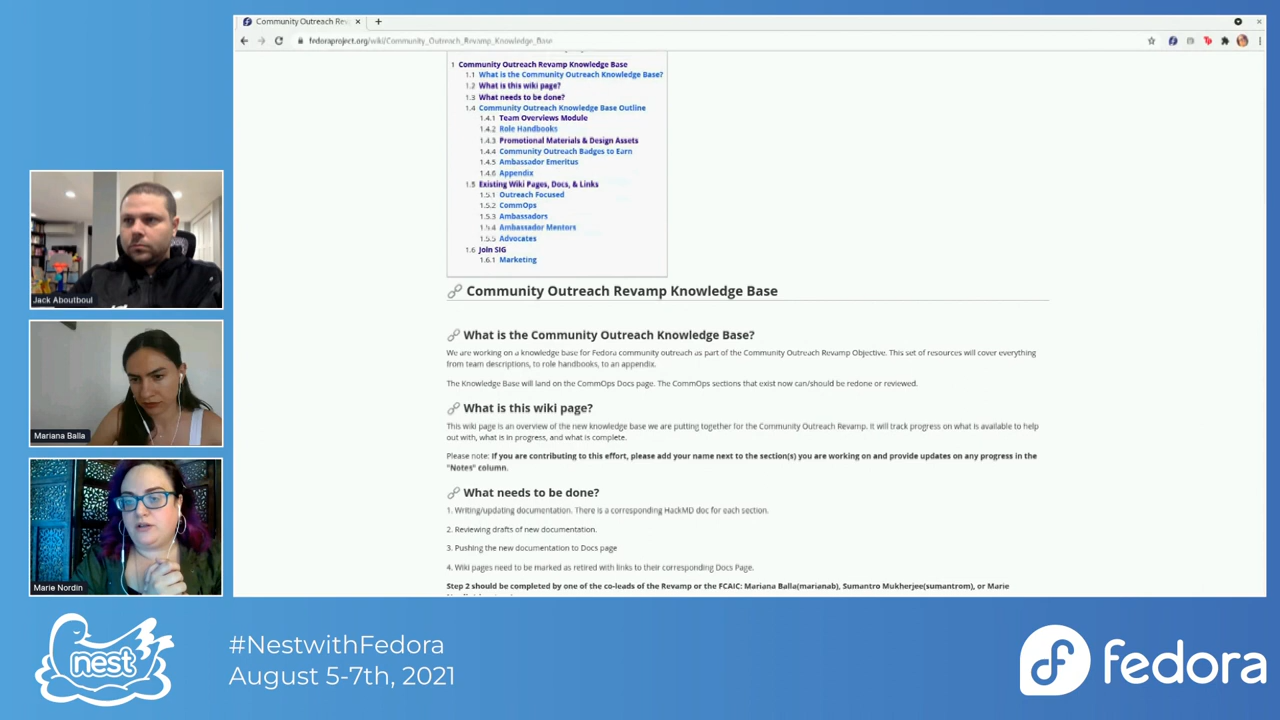 Community Outreach Rev
fedoraproject.org/wiki/Community_Outreach_Revamp_Knowledge_Base
1 Community Outreach Revamp Knowledge Base
1.1 What is the Community Outreach Knowledge Base?
1.2 What is this wiki page?
1.3 What needs to be done?
1.4 Community Outreach Knowledge Base Outline
1.4.1 Team Overviews Module
1.4.2 Role Handbooks
1.4.3 Promotional Materials & Design Assets
1.4.4 Community Outreach Badges to Earn
1.4.5 Ambassador Emeritus
1.4.6 Appendix
1.5 Existing Wiki Pages, Docs, & Links
1.5.1 Outreach Focused
1.5.2 CommOps
1.5.3 Ambassadors
1.5.4 Ambassador Mentors
1.5.5 Advocates
1.6 Join SIG
1.6.1 Marketing
Community Outreach Revamp Knowledge Base
What is the Community Outreach Knowledge Base?
We are working on a knowledge base for Fedora community outreach as part of the Community Outreach Revamp Objective. This set of resources will cover everything
from team descriptions, to role handbooks, to an appendix.
The Knowledge Base will land on the CommOps Docs page. The CommOps sections that exist now can/should be redone or reviewed.
What is this wiki page?
This wiki page is an overview of the new knowledge base we are putting together for the Community Outreach Revamp. It will track progress on what is available to help
out with, what is in progress, and what is complete.
Please note: If you are contributing to this effort, please add your name next to the section(s) you are working on and provide updates on any progress in the
"Notes" column.
What needs to be done?
1. Writing/updating documentation. There is a corresponding HackMD doc for each section.
2. Reviewing drafts of new documentation.
3. Pushing the new documentation to Docs page
4. Wiki pages need to be marked as retired with links to their corresponding Docs Page.
Step 2 should be completed by one of the co-leads of the Revamp or the FCAIC: Mariana Balla(marianab), Sumantro Mukherjee(sumantrom), or Marie
Jack Aboutboul
Mariana Balla
Marie Nordin
nest
#NestwithFedora
August 5-7th, 2021
fedora